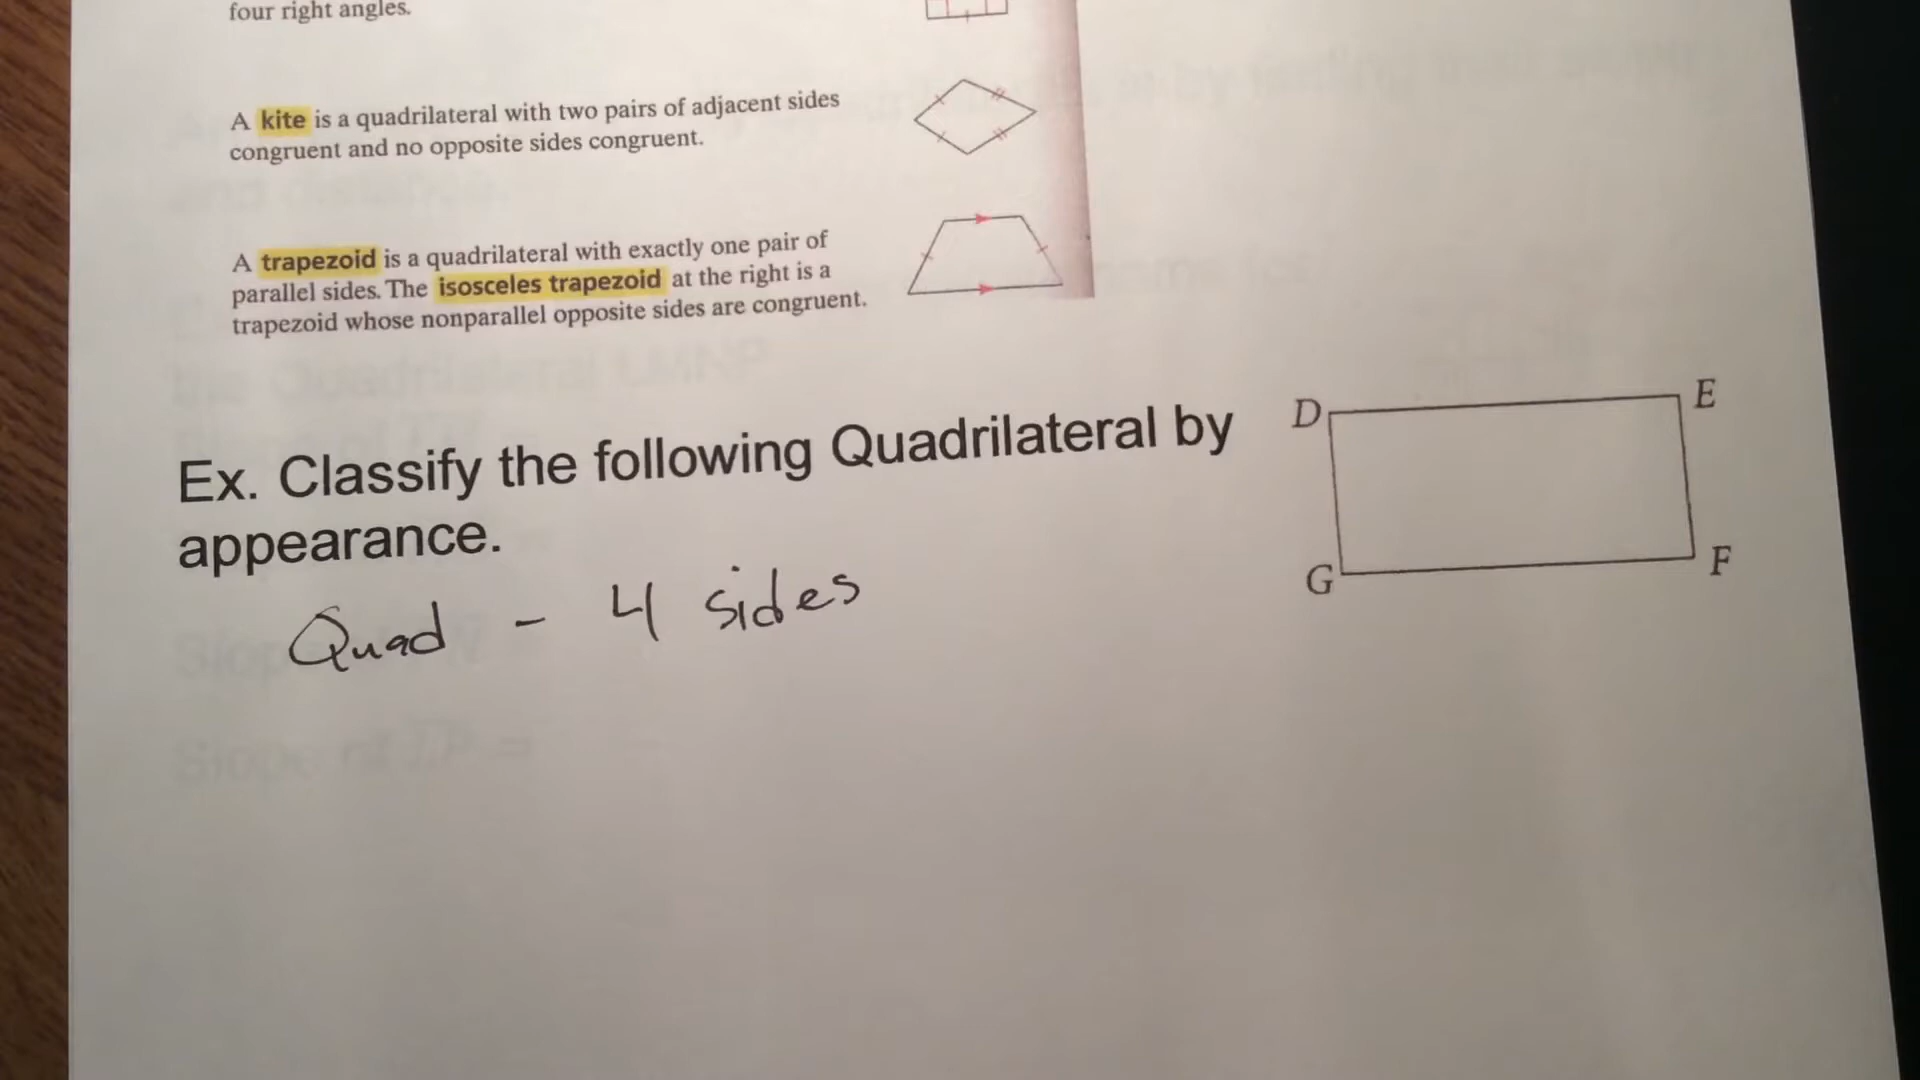 four right angles.
A kite is a quadrilateral with two pairs of adjacent sides
congruent and no opposite sides congruent.
A trapezoid is a quadrilateral with exactly one pair of
parallel sides. The isosceles trapezoid at the right is a
trapezoid whose nonparallel opposite sides are congruent.
Ex. Classify the following Quadrilateral by
appearance.
Quad - 4 sides
D
E
G
F